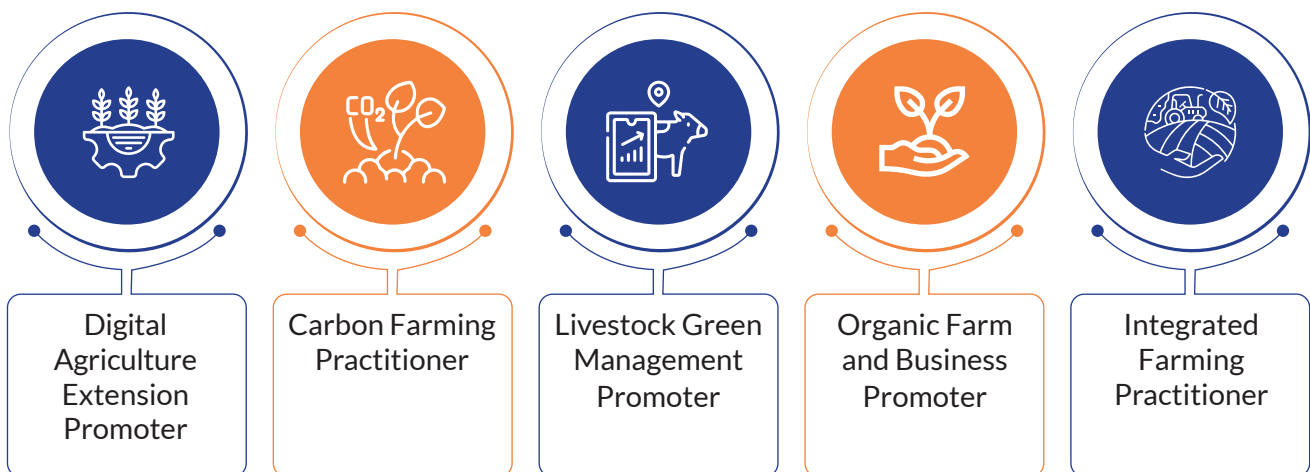 CO₂
Digital
Agriculture
Extension
Promoter
Carbon Farming
Practitioner
Livestock Green
Management
Promoter
Organic Farm
and Business
Promoter
Integrated
Farming
Practitioner